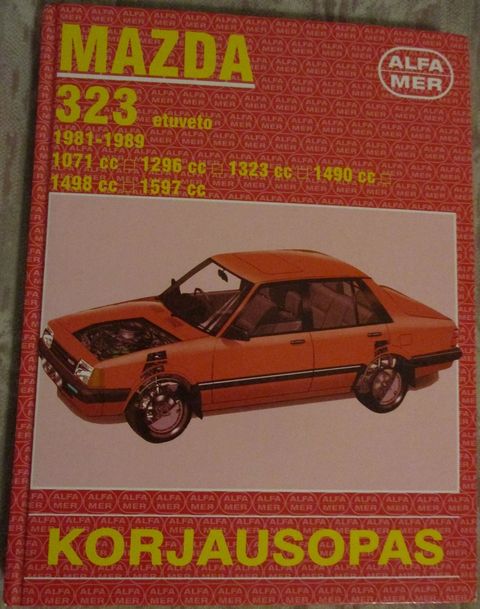 MAZDA
ALFA
MER
323 etuveto
1981-1989
1071 cc 1296 cc 1323 cc 1490 cc
1498 cc 1597 cc
KORJAUSOPAS